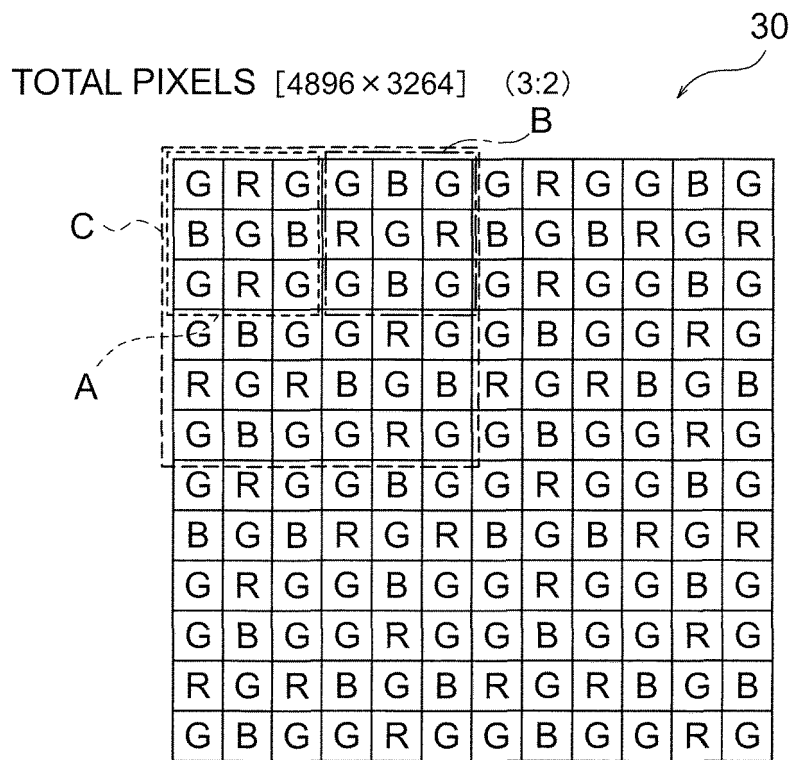 30
TOTAL PIXELS [4896×3264] (3:2)
B
G R G G B G G R G G B G
C B G B R G R B G B R G R
G R G G B G G R G G B G
G B G G R G G B G G R G
A R G R B G B R G R B G B
G B G G R G G B G G R G
G R G G B G G R G G B G
B G B R G R B G B R G R
G R G G B G G R G G B G
G B G G R G G B G G R G
R G R B G B R G R B G B
G B G G R G G B G G R G